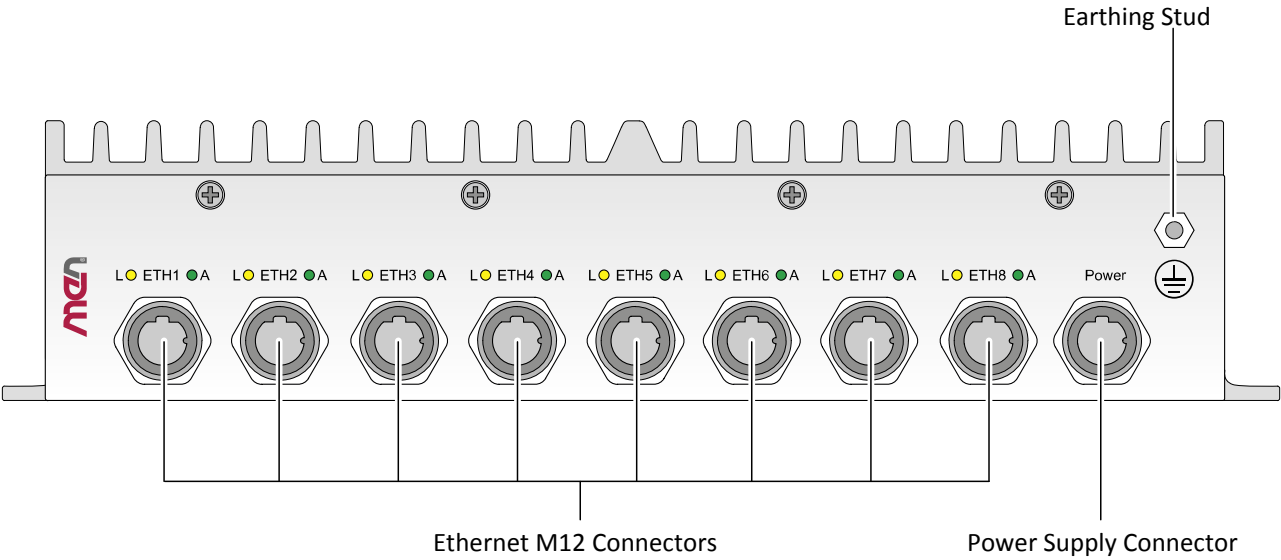 Earthing Stud
L ETH1 A L ETH2 A L ETH3 A L ETH4 A L ETH5 A L ETH6 A L ETH7 A L ETH8 A Power
Ethernet M12 Connectors Power Supply Connector